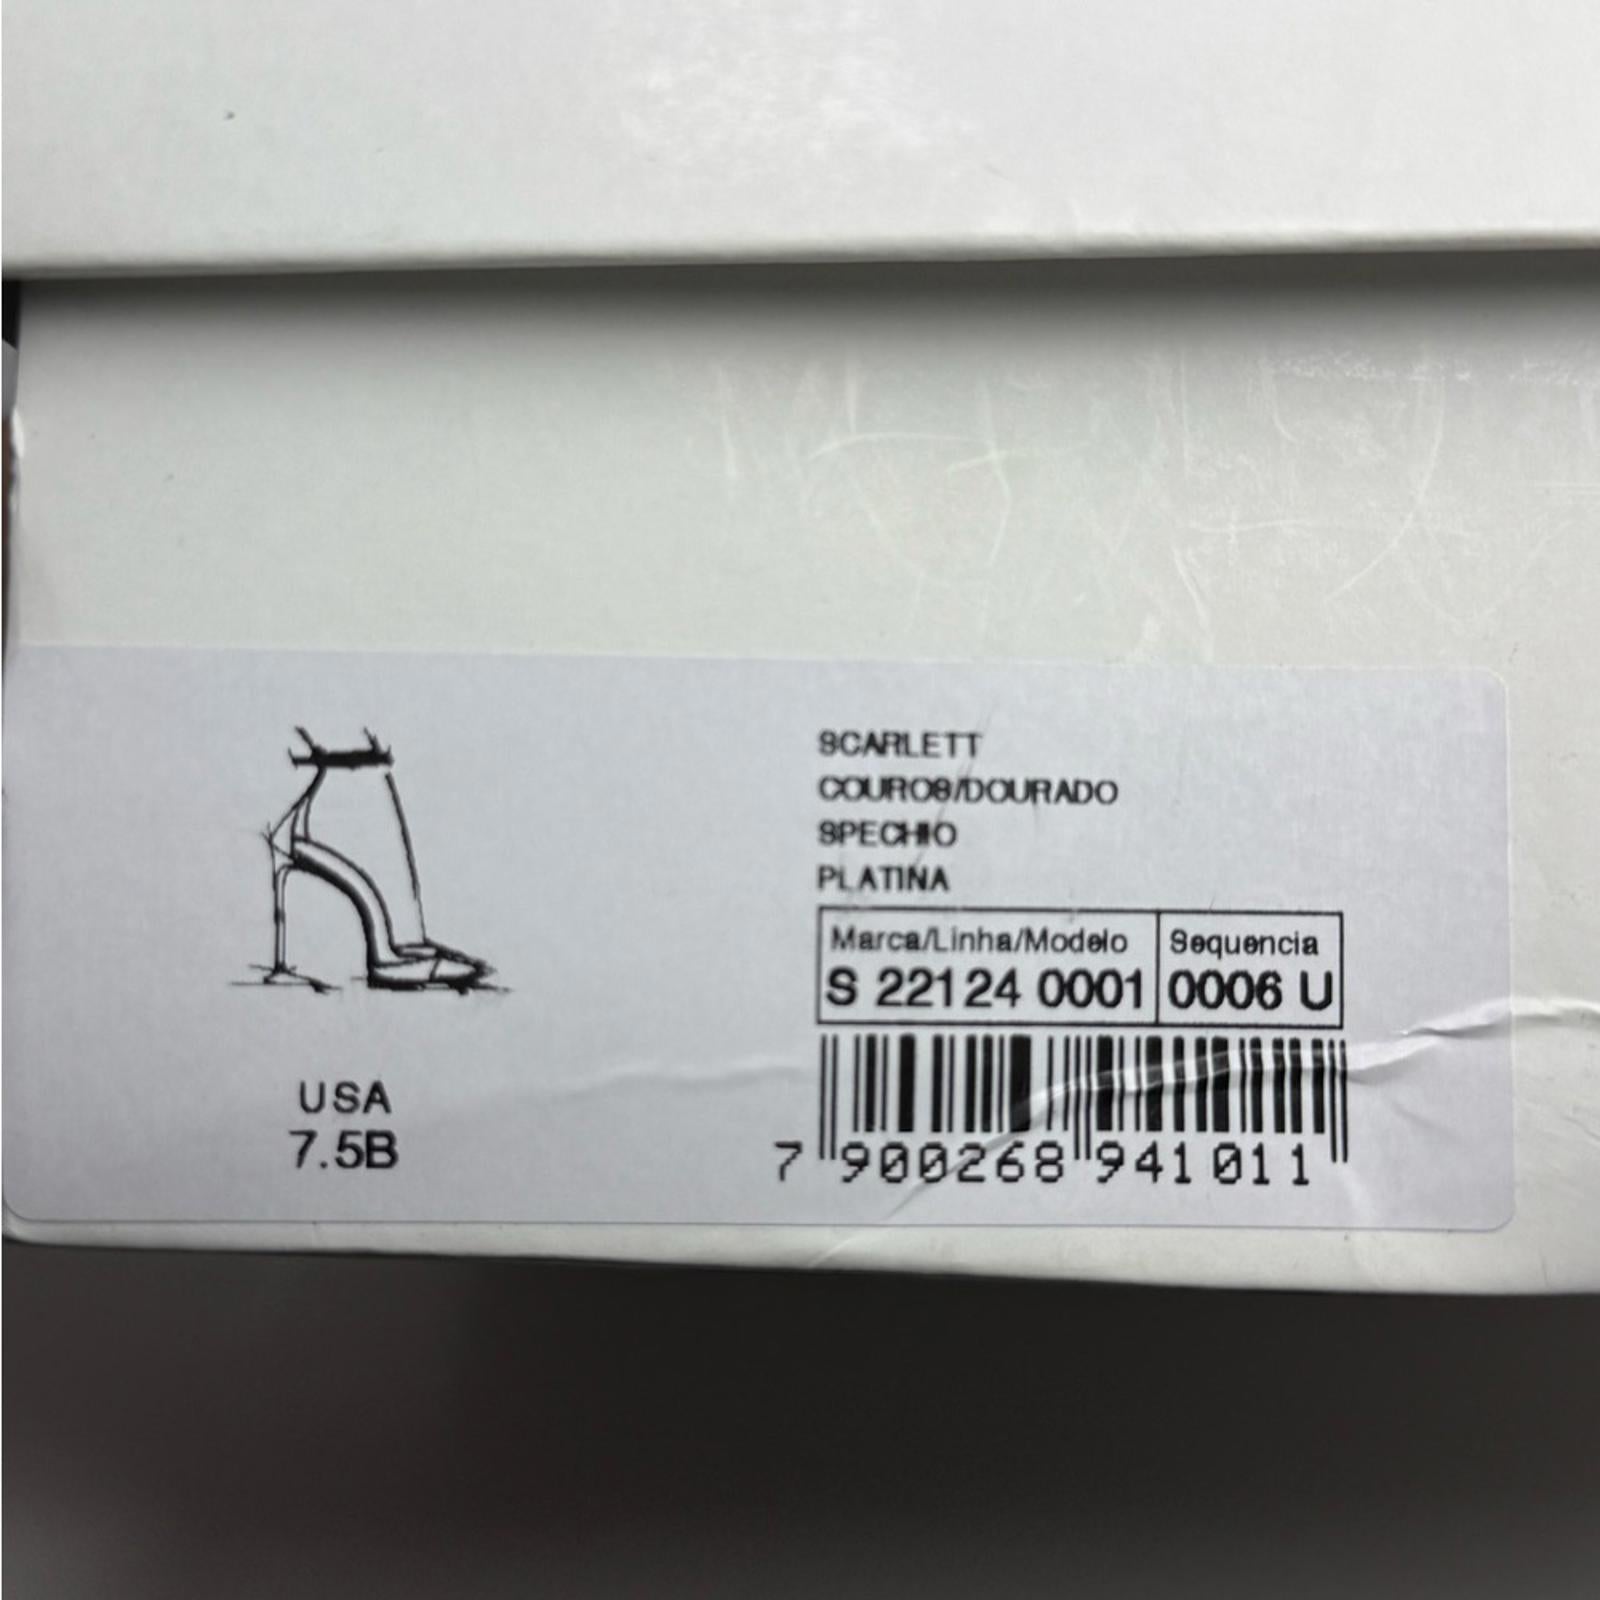 SCARLETT
COUROS/DOURADO
SPECHIO
PLATINA
Marca/Linha/Modelo Sequencia
S 22124 0001 0006 U
7 900268 941011
USA
7.5B